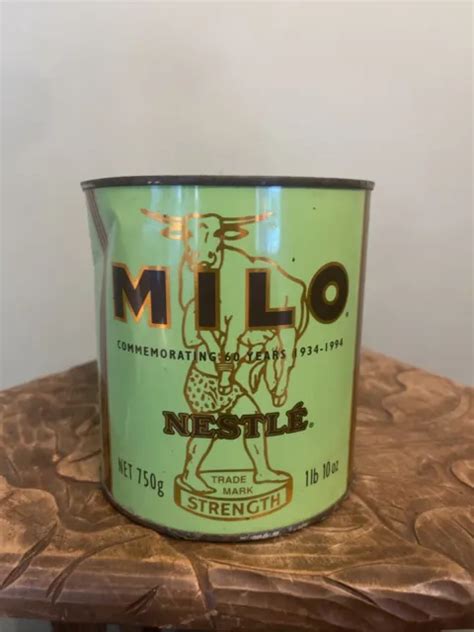 MILO®
COMMEMORATING 60 YEARS 1934-1994
NESTLÉ®
NET 750g
TRADE
MARK
STRENGTH
1lb 10oz